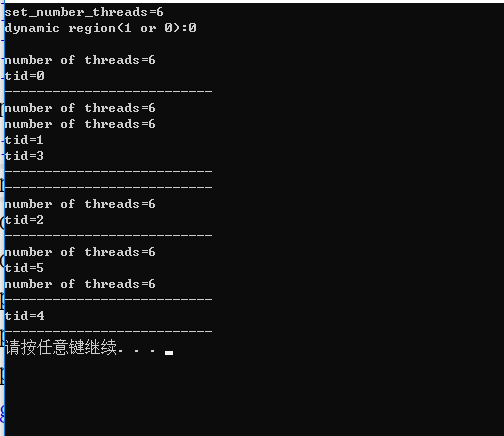 set_number_threads=6
dynamic region(1 or 0):0
number of threads=6
tid=0
--------------------------
number of threads=6
number of threads=6
tid=1
tid=3
--------------------------
--------------------------
number of threads=6
tid=2
--------------------------
number of threads=6
tid=5
number of threads=6
--------------------------
tid=4
--------------------------
请按任意键继续. . .